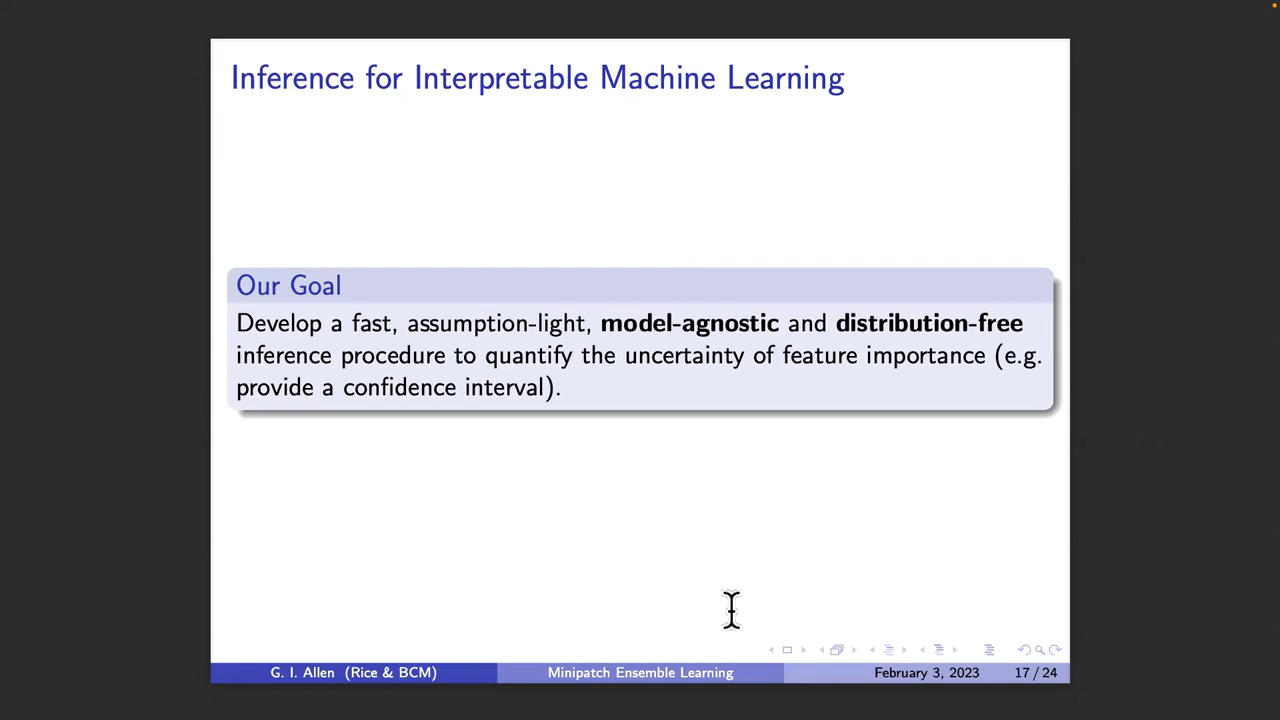 Inference for Interpretable Machine Learning
Our Goal
Develop a fast, assumption-light, model-agnostic and distribution-free
inference procedure to quantify the uncertainty of feature importance (e.g.
provide a confidence interval).
G. I. Allen (Rice & BCM) Minipatch Ensemble Learning February 3, 2023 17 / 24